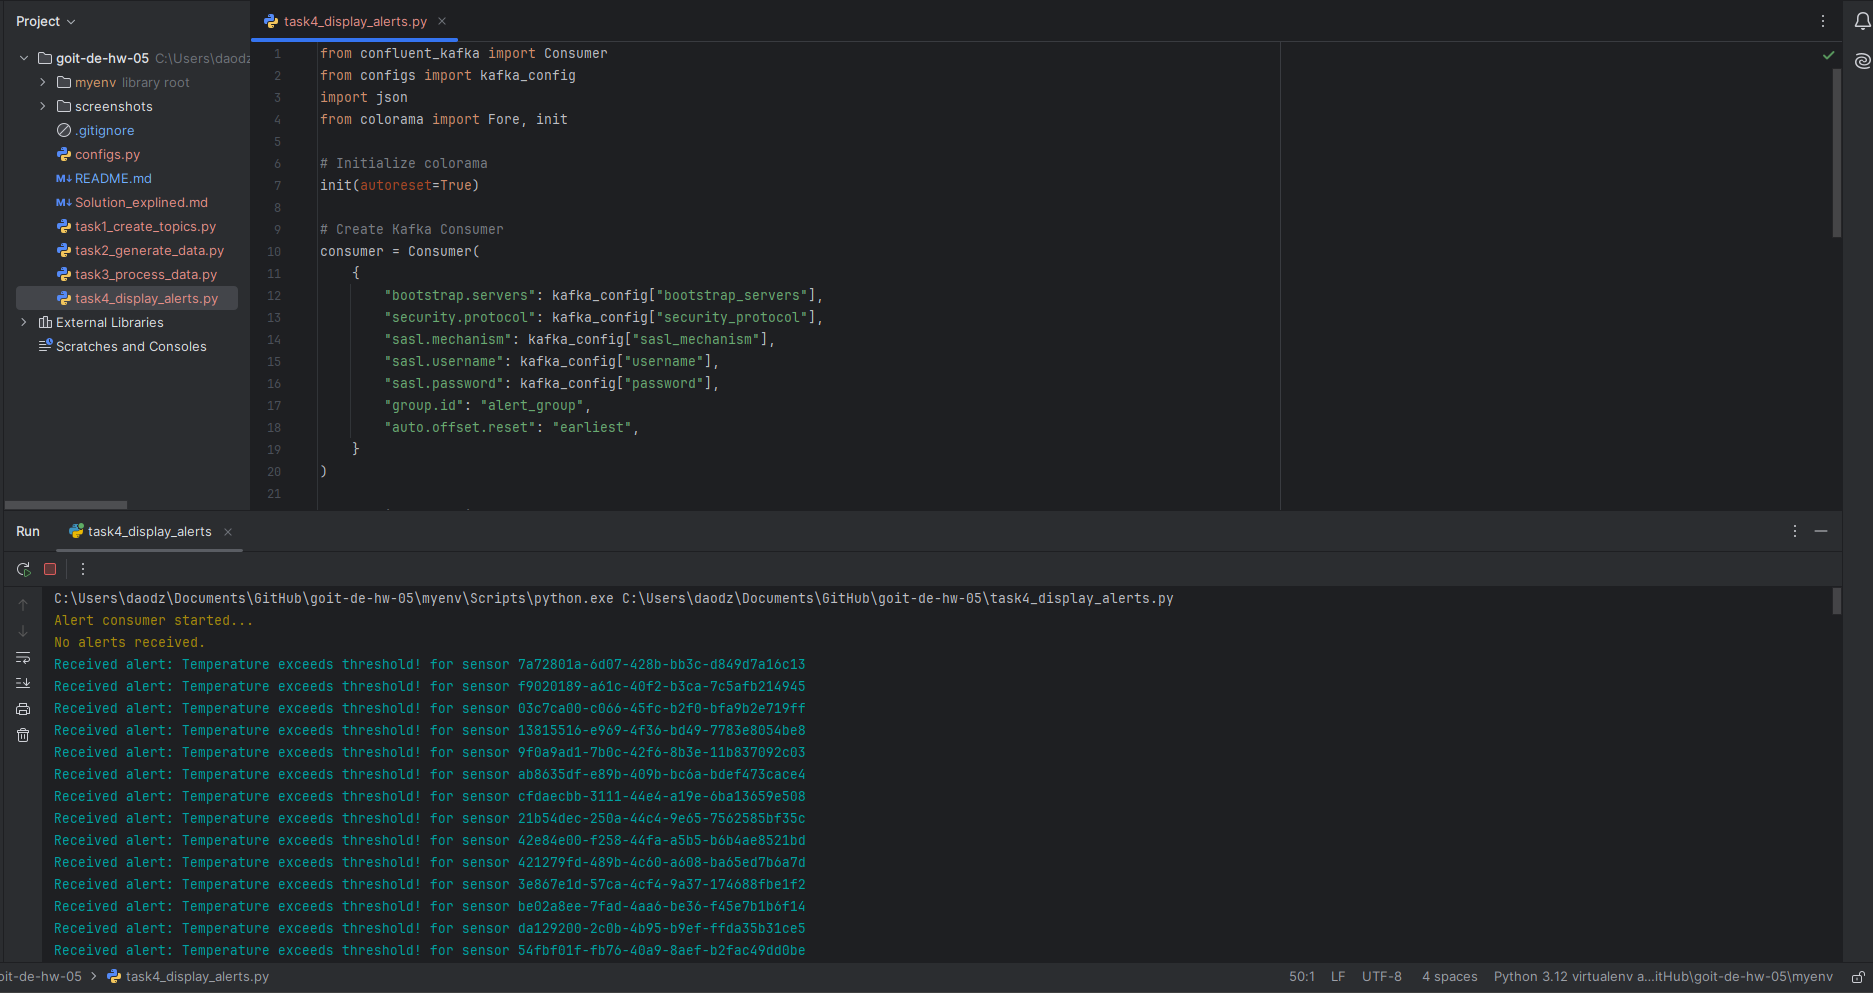 Project
goit-de-hw-05 C:\Users\daodz
myenv library root
screenshots
.gitignore
configs.py
README.md
Solution_explined.md
task1_create_topics.py
task2_generate_data.py
task3_process_data.py
task4_display_alerts.py
External Libraries
Scratches and Consoles
task4_display_alerts.py
1 from confluent_kafka import Consumer
2 from configs import kafka_config
3 import json
4 from colorama import Fore, init
5
6 # Initialize colorama
7 init(autoreset=True)
8
9 # Create Kafka Consumer
10 consumer = Consumer(
11 {
12 "bootstrap.servers": kafka_config["bootstrap_servers"],
13 "security.protocol": kafka_config["security_protocol"],
14 "sasl.mechanism": kafka_config["sasl_mechanism"],
15 "sasl.username": kafka_config["username"],
16 "sasl.password": kafka_config["password"],
17 "group.id": "alert_group",
18 "auto.offset.reset": "earliest",
19 }
20 )
21
Run task4_display_alerts
C:\Users\daodz\Documents\GitHub\goit-de-hw-05\myenv\Scripts\python.exe C:\Users\daodz\Documents\GitHub\goit-de-hw-05\task4_display_alerts.py
Alert consumer started...
No alerts received.
Received alert: Temperature exceeds threshold! for sensor 7a72801a-6d07-428b-bb3c-d849d7a16c13
Received alert: Temperature exceeds threshold! for sensor f9020189-a61c-40f2-b3ca-7c5afb214945
Received alert: Temperature exceeds threshold! for sensor 03c7ca00-c066-45fc-b2f0-bfa9b2e719ff
Received alert: Temperature exceeds threshold! for sensor 13815516-e969-4f36-bd49-7783e8054be8
Received alert: Temperature exceeds threshold! for sensor 9f0a9ad1-7b0c-42f6-8b3e-11b837092c03
Received alert: Temperature exceeds threshold! for sensor ab8635df-e89b-409b-bc6a-bdef473cace4
Received alert: Temperature exceeds threshold! for sensor cfdaecbb-3111-44e4-a19e-6ba13659e508
Received alert: Temperature exceeds threshold! for sensor 21b54dec-250a-44c4-9e65-7562585bf35c
Received alert: Temperature exceeds threshold! for sensor 42e84e00-f258-44fa-a5b5-b6b4ae8521bd
Received alert: Temperature exceeds threshold! for sensor 421279fd-489b-4c60-a608-ba65ed7b6a7d
Received alert: Temperature exceeds threshold! for sensor 3e867e1d-57ca-4cf4-9a37-174688fbe1f2
Received alert: Temperature exceeds threshold! for sensor be02a8ee-7fad-4aa6-be36-f45e7b1b6f14
Received alert: Temperature exceeds threshold! for sensor da129200-2c0b-4b95-b9ef-ffda35b31ce5
Received alert: Temperature exceeds threshold! for sensor 54fbf01f-fb76-40a9-8aef-b2fac49dd0be
oit-de-hw-05 > task4_display_alerts.py 50:1 LF UTF-8 4 spaces Python 3.12 virtualenv a...itHub\goit-de-hw-05\myenv